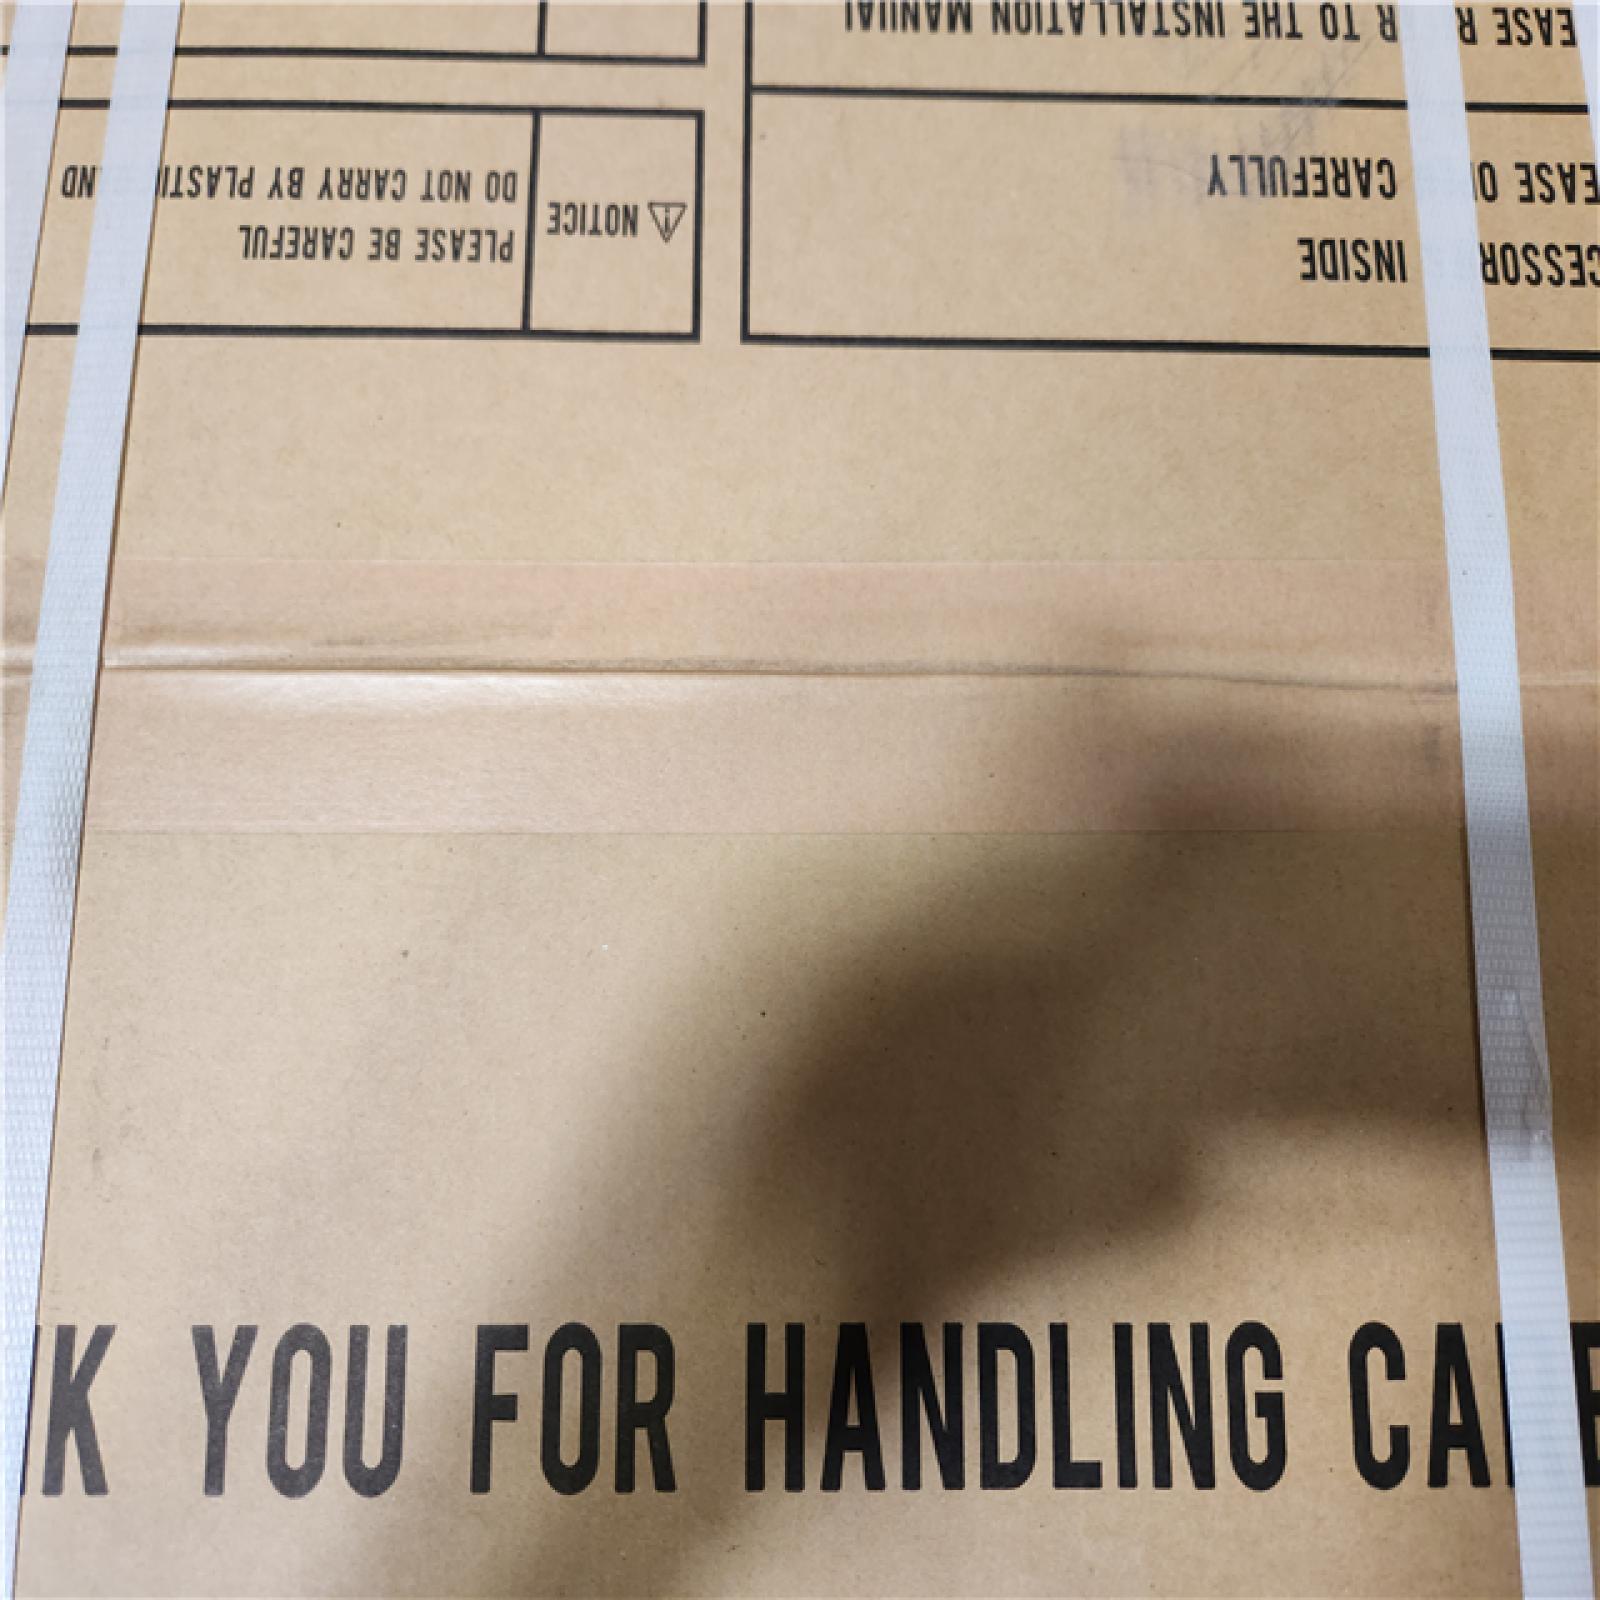 K YOU FOR HANDLING CA
CESSOR INSIDE
EASE O CAREFULLY
EASE R R TO THE INSTALLATION MANUAL
NOTICE
PLEASE BE CAREFUL
DO NOT CARRY BY PLASTI ND